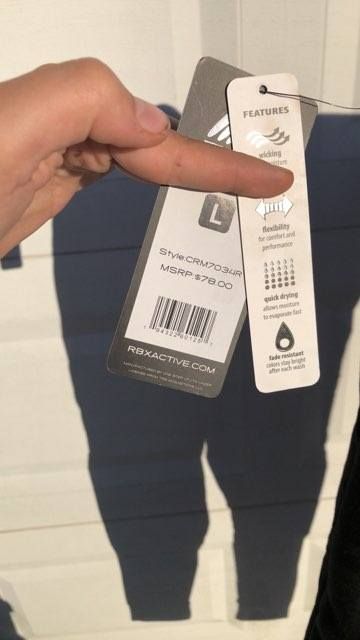 FEATURES
wicking
flexibility
for comfort and
performance
quick drying
allows moisture
to evaporate fast
fade resistant
colors stay bright
after each wash
L
Style:CRM7034R
MSRP:$78.00
RBXACTIVE.COM